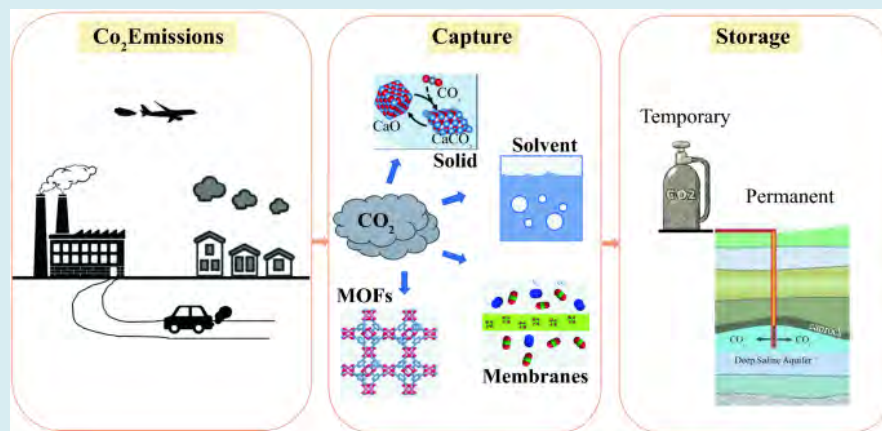 Co₂Emissions
Capture
Storage
CO₂
CaO
CaCO₃
Solid
Solvent
CO₂
MOFs
Membranes
Temporary
CO2
Permanent
caprock
CO₂
CO₂
Deep Saline Aquifer